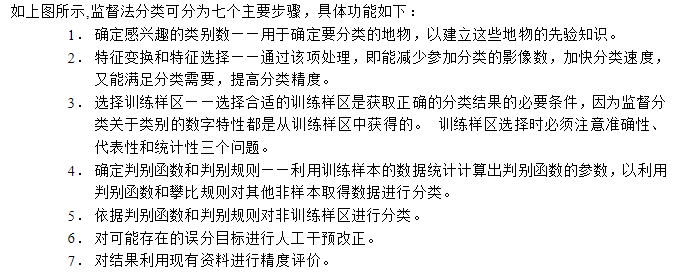 如上图所示,监督法分类可分为七个主要步骤，具体功能如下：
1．确定感兴趣的类别数－－用于确定要分类的地物，以建立这些地物的先验知识。
2．特征变换和特征选择－－通过该项处理，即能减少参加分类的影像数，加快分类速度，
又能满足分类需要，提高分类精度。
3．选择训练样区－－选择合适的训练样区是获取正确的分类结果的必要条件，因为监督分
类关于类别的数字特性都是从训练样区中获得的。 训练样区选择时必须注意准确性、
代表性和统计性三个问题。
4．确定判别函数和判别规则－－利用训练样本的数据统计计算出判别函数的参数，以利用
判别函数和攀比规则对其他非样本取得数据进行分类。
5．依据判别函数和判别规则对非训练样区进行分类。
6．对可能存在的误分目标进行人工干预改正。
7．对结果利用现有资料进行精度评价。